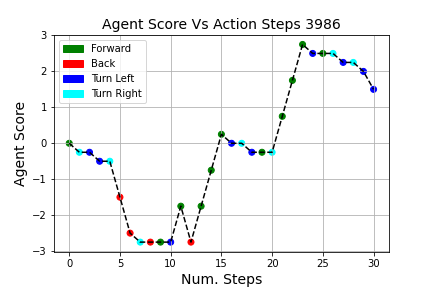 Agent Score Vs Action Steps 3986
3
2
1
0
−1
−2
−3
Agent Score
Forward
Back
Turn Left
Turn Right
0 5 10 15 20 25 30
Num. Steps